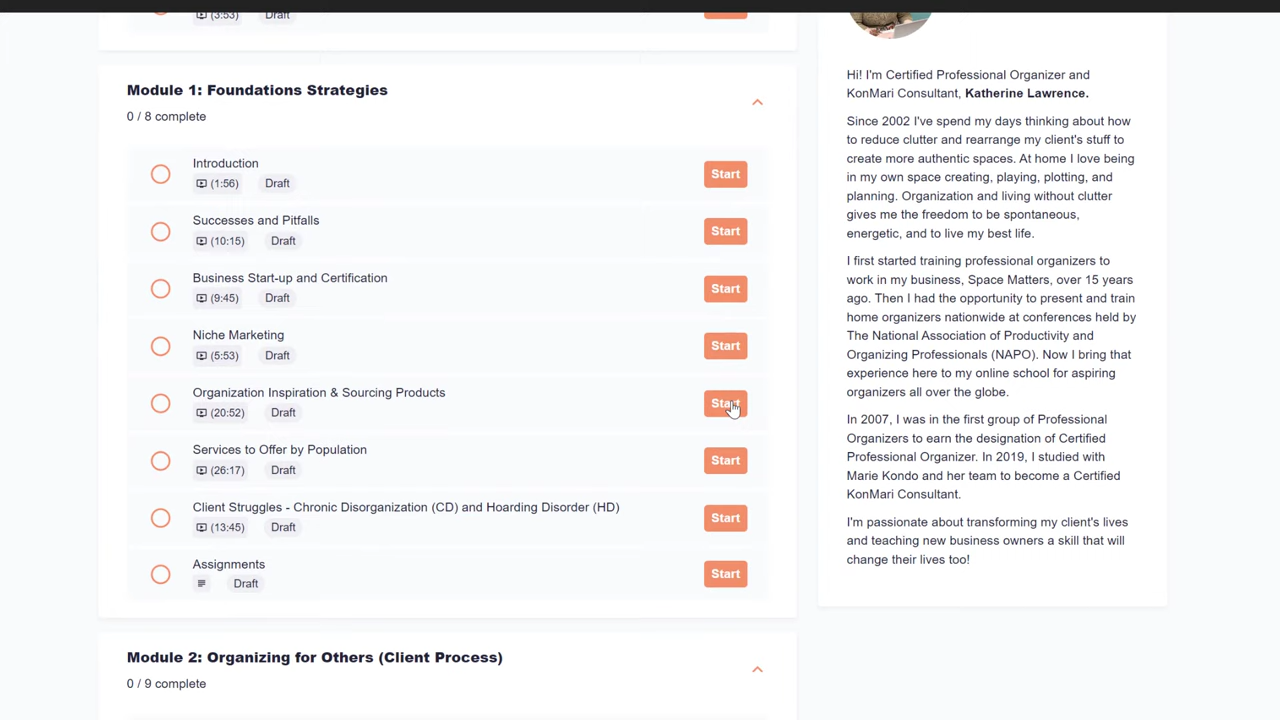 (3:53)
Draft
Module 1: Foundations Strategies
0 / 8 complete
Introduction
(1:56)
Draft
Start
Successes and Pitfalls
(10:15)
Draft
Start
Business Start-up and Certification
(9:45)
Draft
Start
Niche Marketing
(5:53)
Draft
Start
Organization Inspiration & Sourcing Products
(20:52)
Draft
Start
Services to Offer by Population
(26:17)
Draft
Start
Client Struggles - Chronic Disorganization (CD) and Hoarding Disorder (HD)
(13:45)
Draft
Start
Assignments
Draft
Start
Module 2: Organizing for Others (Client Process)
0 / 9 complete
Hi! I'm Certified Professional Organizer and
KonMari Consultant, Katherine Lawrence.
Since 2002 I've spend my days thinking about how
to reduce clutter and rearrange my client's stuff to
create more authentic spaces. At home I love being
in my own space creating, playing, plotting, and
planning. Organization and living without clutter
gives me the freedom to be spontaneous,
energetic, and to live my best life.
I first started training professional organizers to
work in my business, Space Matters, over 15 years
ago. Then I had the opportunity to present and train
home organizers nationwide at conferences held by
The National Association of Productivity and
Organizing Professionals (NAPO). Now I bring that
experience here to my online school for aspiring
organizers all over the globe.
In 2007, I was in the first group of Professional
Organizers to earn the designation of Certified
Professional Organizer. In 2019, I studied with
Marie Kondo and her team to become a Certified
KonMari Consultant.
I'm passionate about transforming my client's lives
and teaching new business owners a skill that will
change their lives too!